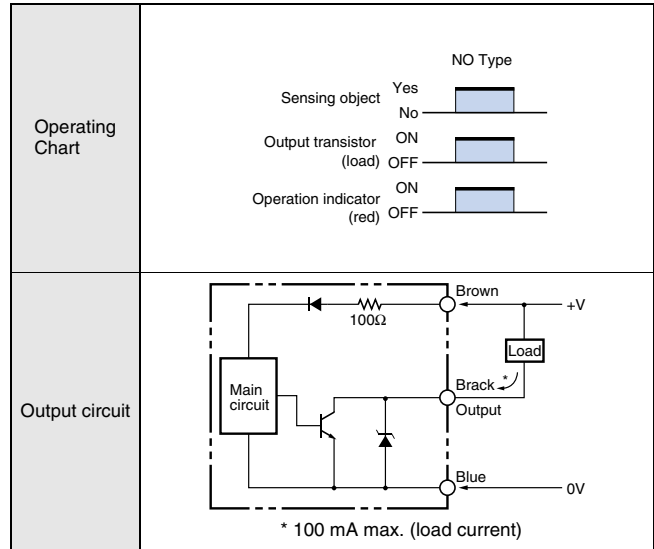 Operating
Chart
NO Type
Sensing object
Yes
No
Output transistor
(load)
ON
OFF
Operation indicator
(red)
ON
OFF
Output circuit
Brown
+V
100Ω
Load
Main
circuit
Brack
*
Output
Blue
0V
* 100 mA max. (load current)